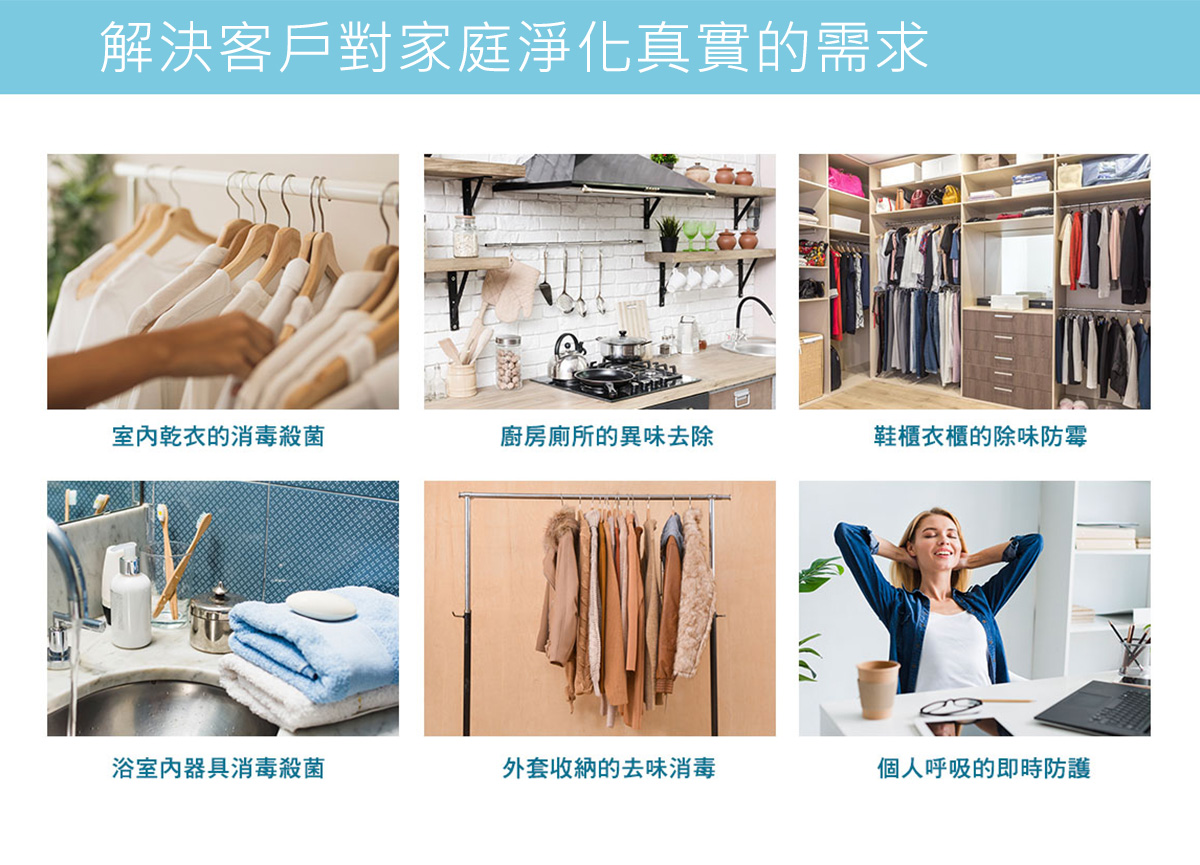 解決客戶對家庭淨化真實的需求
室內乾衣的消毒殺菌
廚房廁所的異味去除
鞋櫃衣櫃的除味防霉
浴室內器具消毒殺菌
外套收納的去味消毒
個人呼吸的即時防護